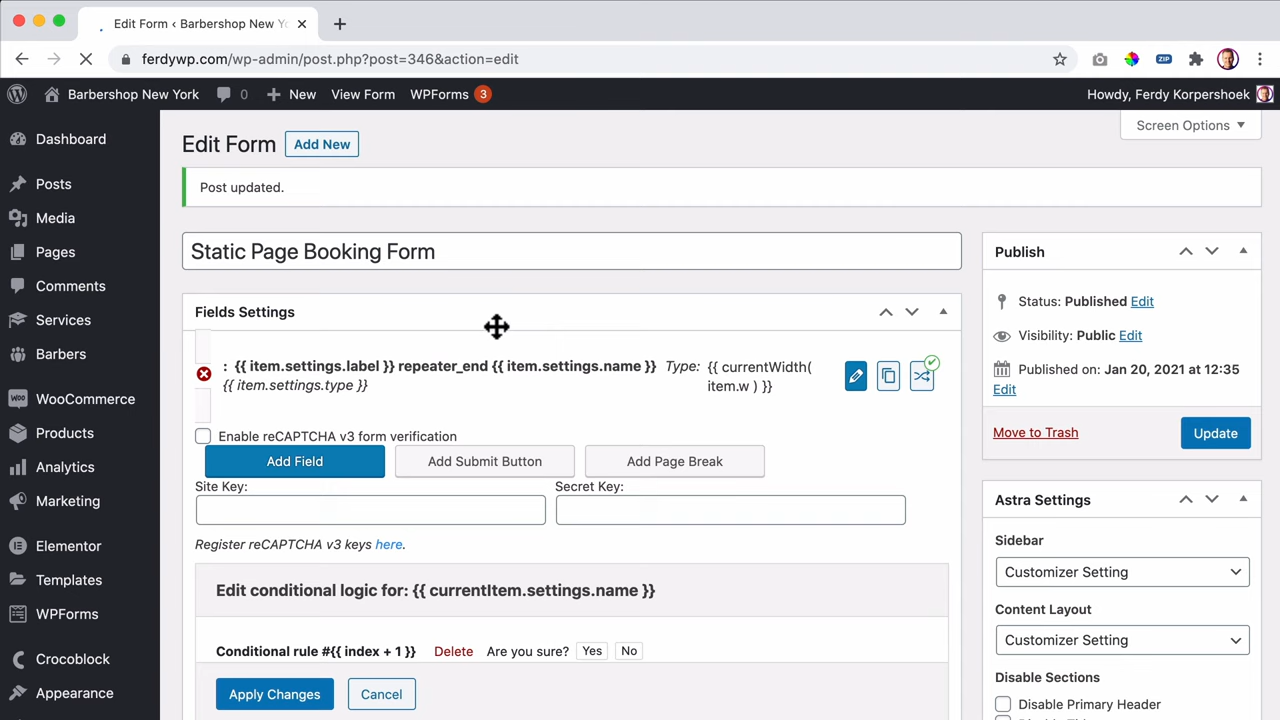 Edit Form ‹ Barbershop New Yo
ferdywp.com/wp-admin/post.php?post=346&action=edit
ZIP
Barbershop New York
0
New
View Form
WPForms 3
Howdy, Ferdy Korpershoek
Dashboard
Posts
Media
Pages
Comments
Services
Barbers
WooCommerce
Products
Analytics
Marketing
Elementor
Templates
WPForms
Crocoblock
Appearance
Screen Options
Edit Form
Add New
Post updated.
Static Page Booking Form
Fields Settings
: {{ item.settings.label }} repeater_end {{ item.settings.name }} Type: {{ currentWidth(
{{ item.settings.type }} item.w ) }}
Enable reCAPTCHA v3 form verification
Add Field
Add Submit Button
Add Page Break
Site Key:
Secret Key:
Register reCAPTCHA v3 keys here.
Edit conditional logic for: {{ currentItem.settings.name }}
Conditional rule #{{ index + 1 }} Delete Are you sure? Yes No
Apply Changes
Cancel
Publish
Status: Published Edit
Visibility: Public Edit
Published on: Jan 20, 2021 at 12:35
Edit
Move to Trash
Update
Astra Settings
Sidebar
Customizer Setting
Content Layout
Customizer Setting
Disable Sections
Disable Primary Header